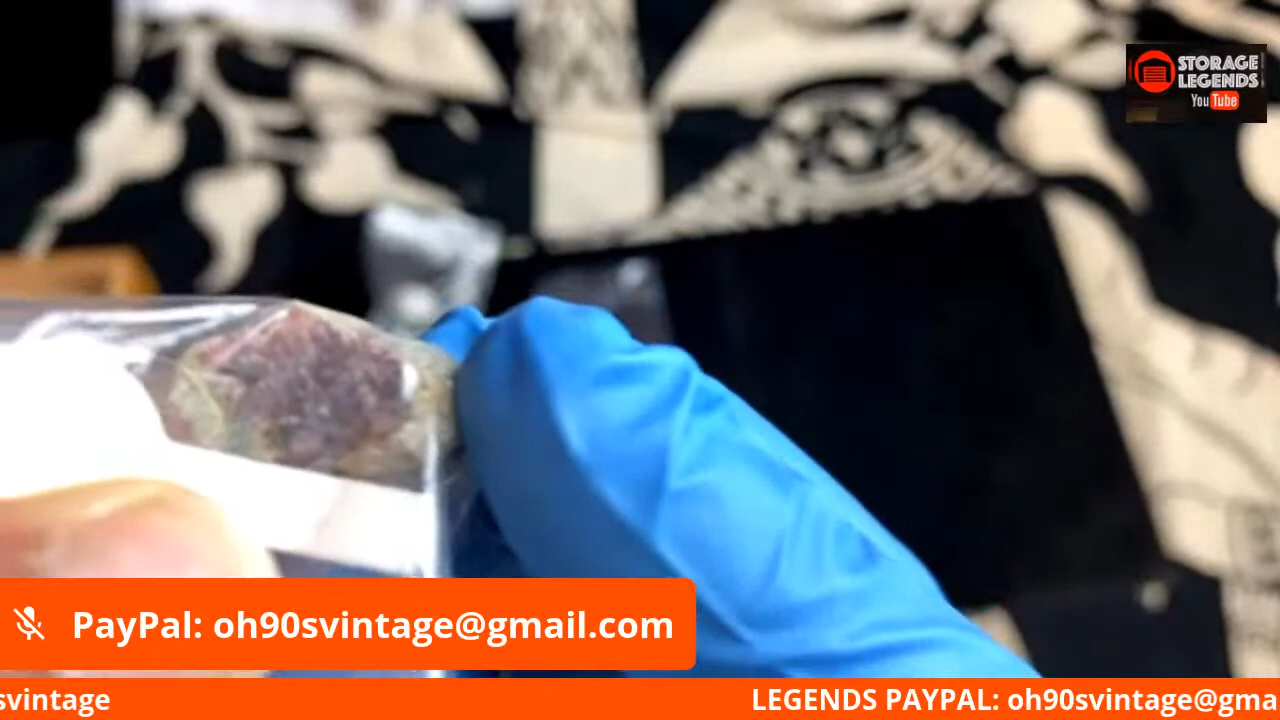 STORAGE
LEGENDS
YouTube
PayPal: oh90svintage@gmail.com
svintage
LEGENDS PAYPAL: oh90svintage@gma